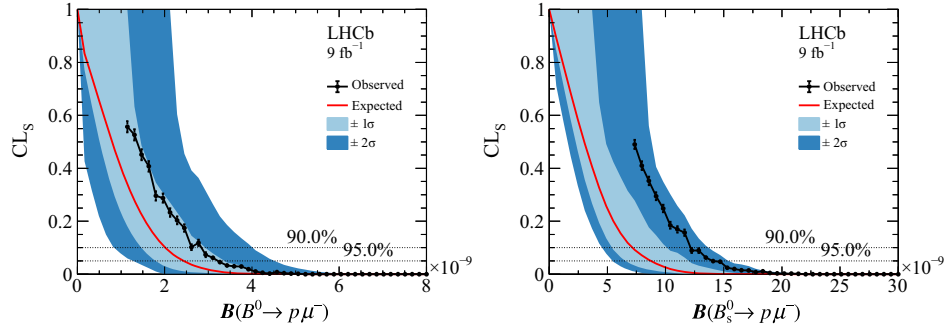 LHCb
9 fb⁻¹
Observed
Expected
± 1σ
± 2σ
90.0%
95.0%
CL_S
1
0.8
0.6
0.4
0.2
0
0 2 4 6 8
×10⁻⁹
B(B⁰→ pμ⁻)
LHCb
9 fb⁻¹
Observed
Expected
± 1σ
± 2σ
90.0%
95.0%
CL_S
1
0.8
0.6
0.4
0.2
0
0 5 10 15 20 25 30
×10⁻⁹
B(B_s⁰→ pμ⁻)